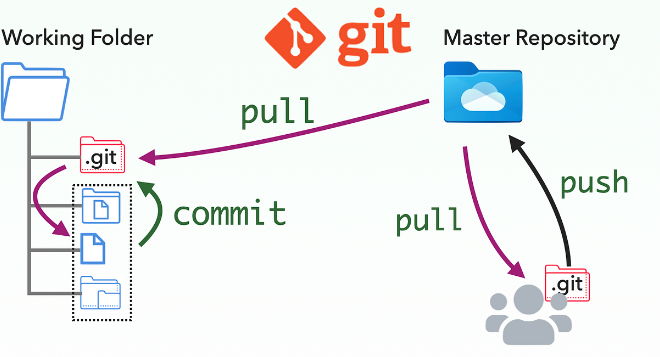 Working Folder
git
Master Repository
pull
.git
commit
pull
push
.git